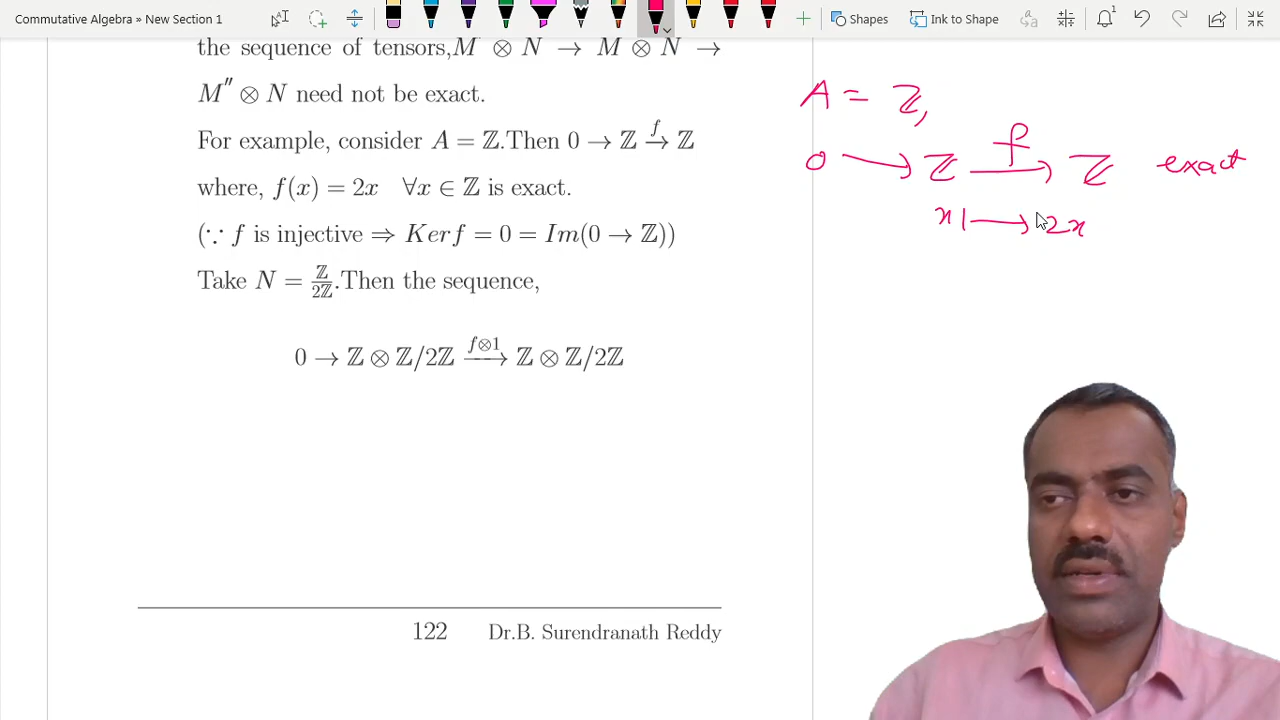 Commutative Algebra » New Section 1
Shapes
Ink to Shape
the sequence of tensors,M′ ⊗ N → M ⊗ N →
M″ ⊗ N need not be exact.
For example, consider A = ℤ.Then 0 → ℤ →f ℤ
where, f(x) = 2x ∀x ∈ ℤ is exact.
(∵ f is injective ⇒ Kerf = 0 = Im(0 → ℤ))
Take N = ℤ/2ℤ.Then the sequence,
0 → ℤ ⊗ ℤ/2ℤ →f⊗1 ℤ ⊗ ℤ/2ℤ
122 Dr.B. Surendranath Reddy
A = ℤ,
0 → ℤ →f ℤ exact
x ↦ 2x